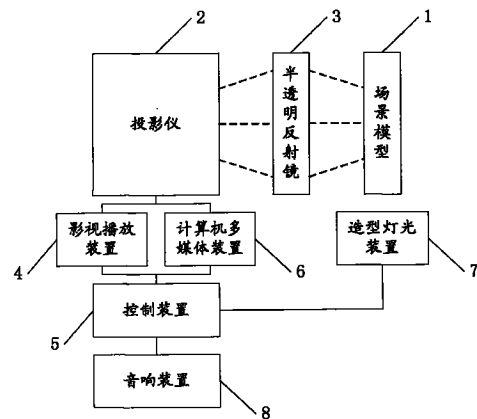 2
3
1
投影仪
半透明反射镜
场景模型
影视播放
装置
计算机多
媒体装置
造型灯光
装置
4
6
7
控制装置
5
音响装置
8